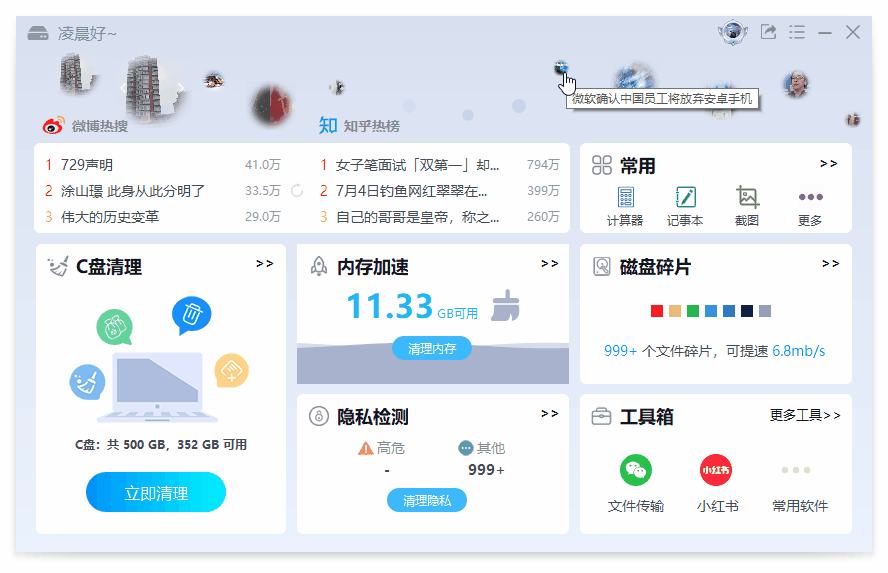 凌晨好~
微软确认中国员工将放弃安卓手机
微博热搜
知 知乎热榜
1 729声明 41.0万
2 涂山璟 此身从此分明了 33.5万
3 伟大的历史变革 29.0万
1 女子笔面试「双第一」却... 794万
2 7月4日钓鱼网红翠翠在... 399万
3 自己的哥哥是皇帝，称之... 260万
常用 >>
计算器 记事本 截图 更多
C盘清理 >>
C盘：共 500 GB，352 GB 可用
立即清理
内存加速 >>
11.33 GB可用
清理内存
磁盘碎片 >>
999+ 个文件碎片，可提速 6.8mb/s
隐私检测 >>
高危 其他
- 999+
清理隐私
工具箱 更多工具>>
小红书
文件传输 小红书 常用软件